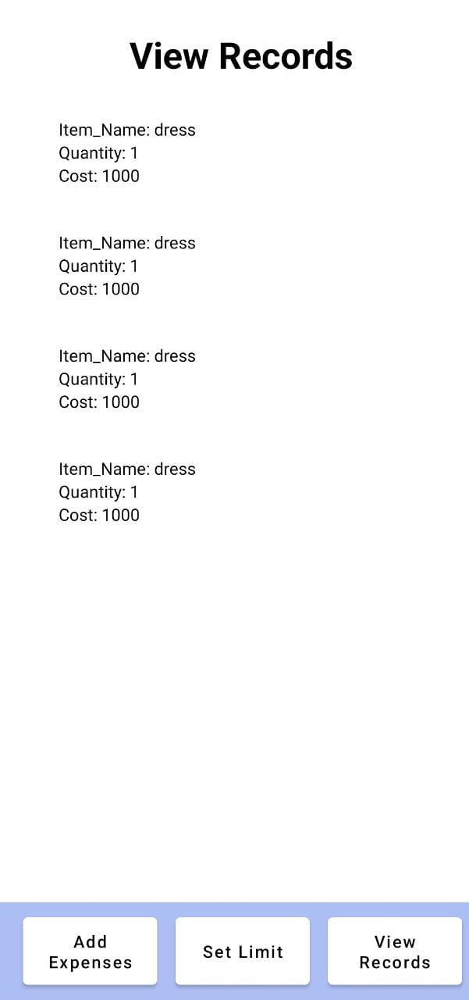 View Records
Item_Name: dress
Quantity: 1
Cost: 1000
Item_Name: dress
Quantity: 1
Cost: 1000
Item_Name: dress
Quantity: 1
Cost: 1000
Item_Name: dress
Quantity: 1
Cost: 1000
Add
Expenses
Set Limit
View
Records